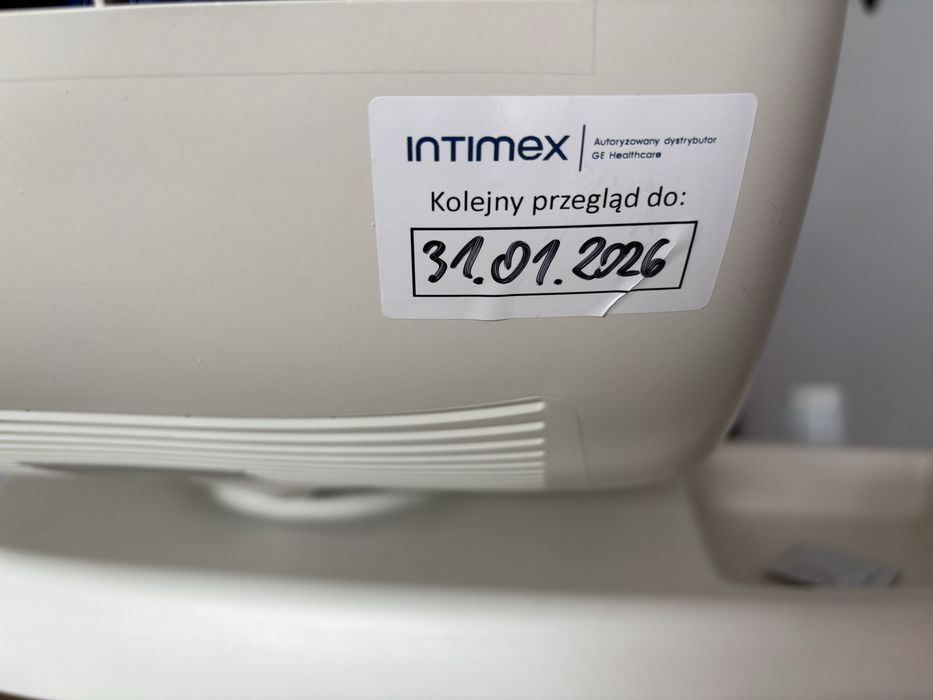 INTIMEX
Autoryzowany dystrybutor
GE Healthcare
Kolejny przegląd do:
31.01.2026